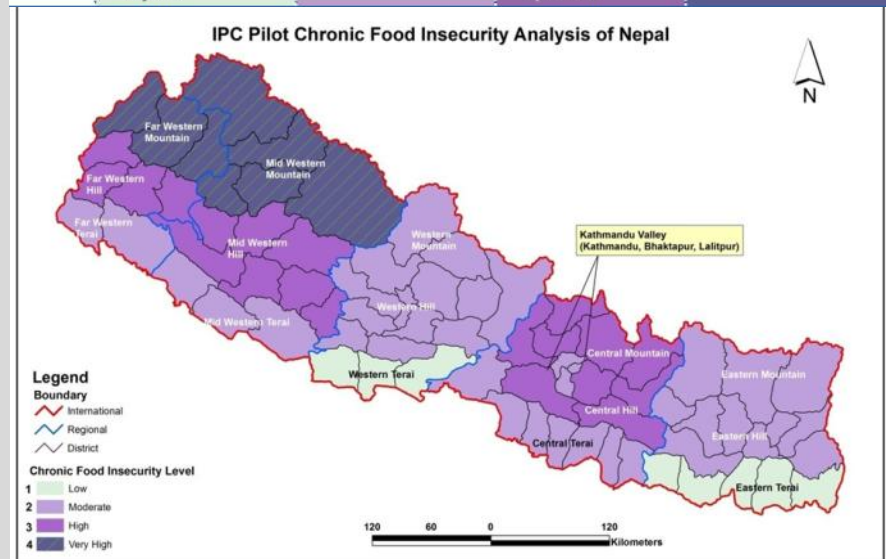 IPC Pilot Chronic Food Insecurity Analysis of Nepal
N
Far Western
Mountain
Mid Western
Mountain
Far Western
Hill
Far Western
Terai
Mid Western
Hill
Western
Mountain
Kathmandu Valley
(Kathmandu, Bhaktapur, Lalitpur)
Western Hill
Mid Western Terai
Western Terai
Central Mountain
Eastern Mountain
Central Hill
Eastern Hill
Central Terai
Eastern Terai
Legend
Boundary
International
Regional
District
Chronic Food Insecurity Level
1 Low
2 Moderate
3 High
4 Very High
120 60 0 120
Kilometers